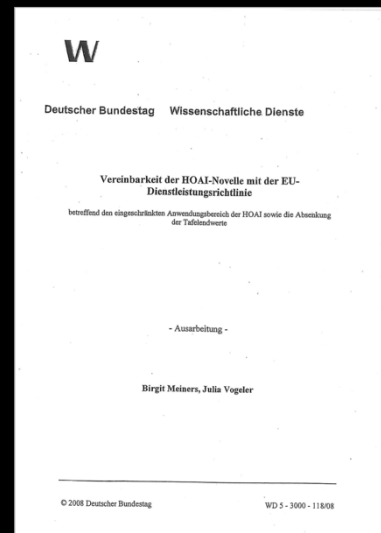 W
Deutscher Bundestag Wissenschaftliche Dienste
Vereinbarkeit der HOAI-Novelle mit der EU-
Dienstleistungsrichtlinie
betreffend den eingeschränkten Anwendungsbereich der HOAI sowie die Absenkung
der Tafelendwerte
- Ausarbeitung -
Birgit Meiners, Julia Vogeler
© 2008 Deutscher Bundestag WD 5 - 3000 - 118/08